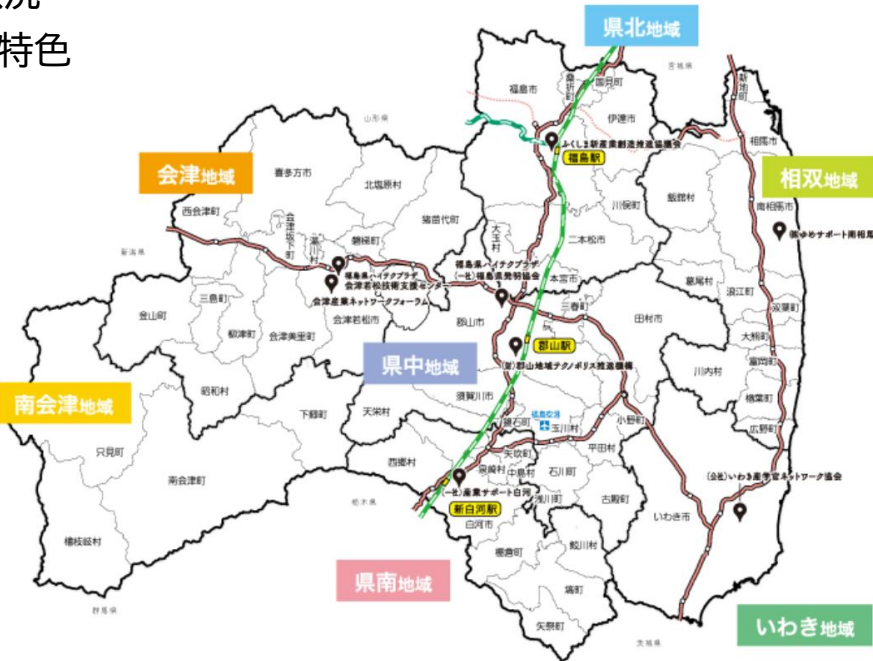 特色
県北地域
宮城県
山形県
福島市
桑折町
国見町
伊達市
新地町
相馬市
ふくしま新産業創造推進協議会
福島駅
会津地域
喜多方市
北塩原村
相双地域
飯舘村
川俣町
南相馬市
西会津町
猪苗代町
会津坂下町
湯川村
磐梯町
大玉村
二本松市
㈱ゆめサポート南相馬
新潟県
福島県ハイテクプラザ
会津若松技術支援センター
福島県ハイテクプラザ
(一社)福島県発明協会
本宮市
葛尾村
浪江町
会津産業ネットワークフォーラム
三島町
金山町
柳津町
会津美里町
会津若松市
郡山市
三春町
田村市
双葉町
大熊町
郡山駅
県中地域
(公財)郡山地域テクノポリス推進機構
富岡町
川内村
楢葉町
昭和村
須賀川市
南会津地域
下郷町
天栄村
鏡石町
福島空港
玉川村
小野町
広野町
只見町
西郷村
矢吹町
平田村
南会津町
泉崎村
中島村
石川町
(公社)いわき産学官ネットワーク協会
栃木県
(一社)産業サポート白河
浅川町
古殿町
新白河駅
いわき市
白河市
檜枝岐村
棚倉町
鮫川村
県南地域
塙町
群馬県
矢祭町
いわき地域
茨城県